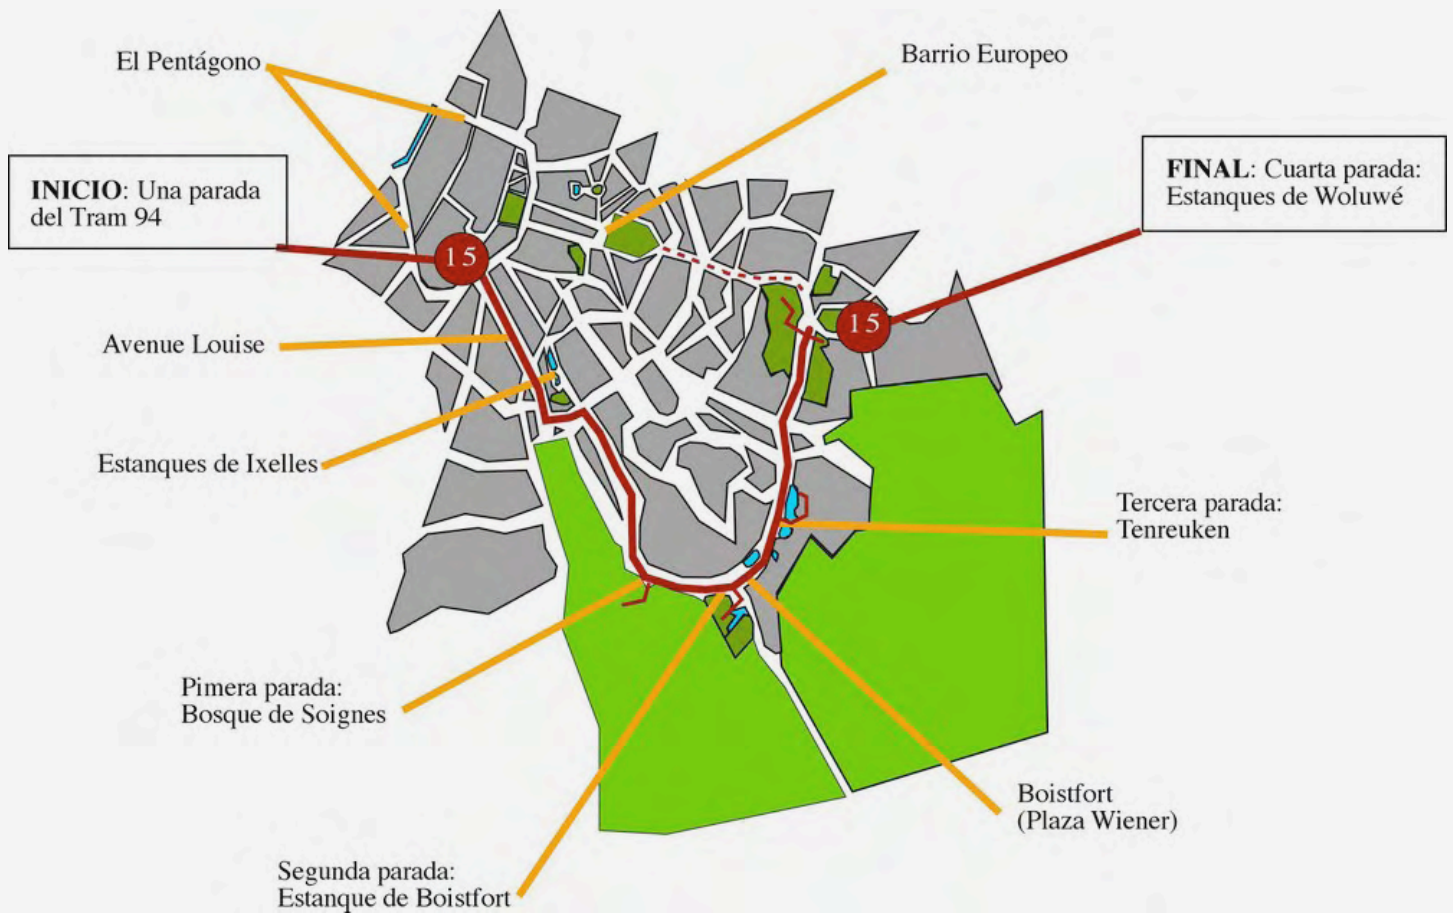 El Pentágono
Barrio Europeo
INICIO: Una parada
del Tram 94
FINAL: Cuarta parada:
Estanques de Woluwé
15
15
Avenue Louise
Estanques de Ixelles
Tercera parada:
Tenreuken
Pimera parada:
Bosque de Soignes
Boistfort
(Plaza Wiener)
Segunda parada:
Estanque de Boistfort